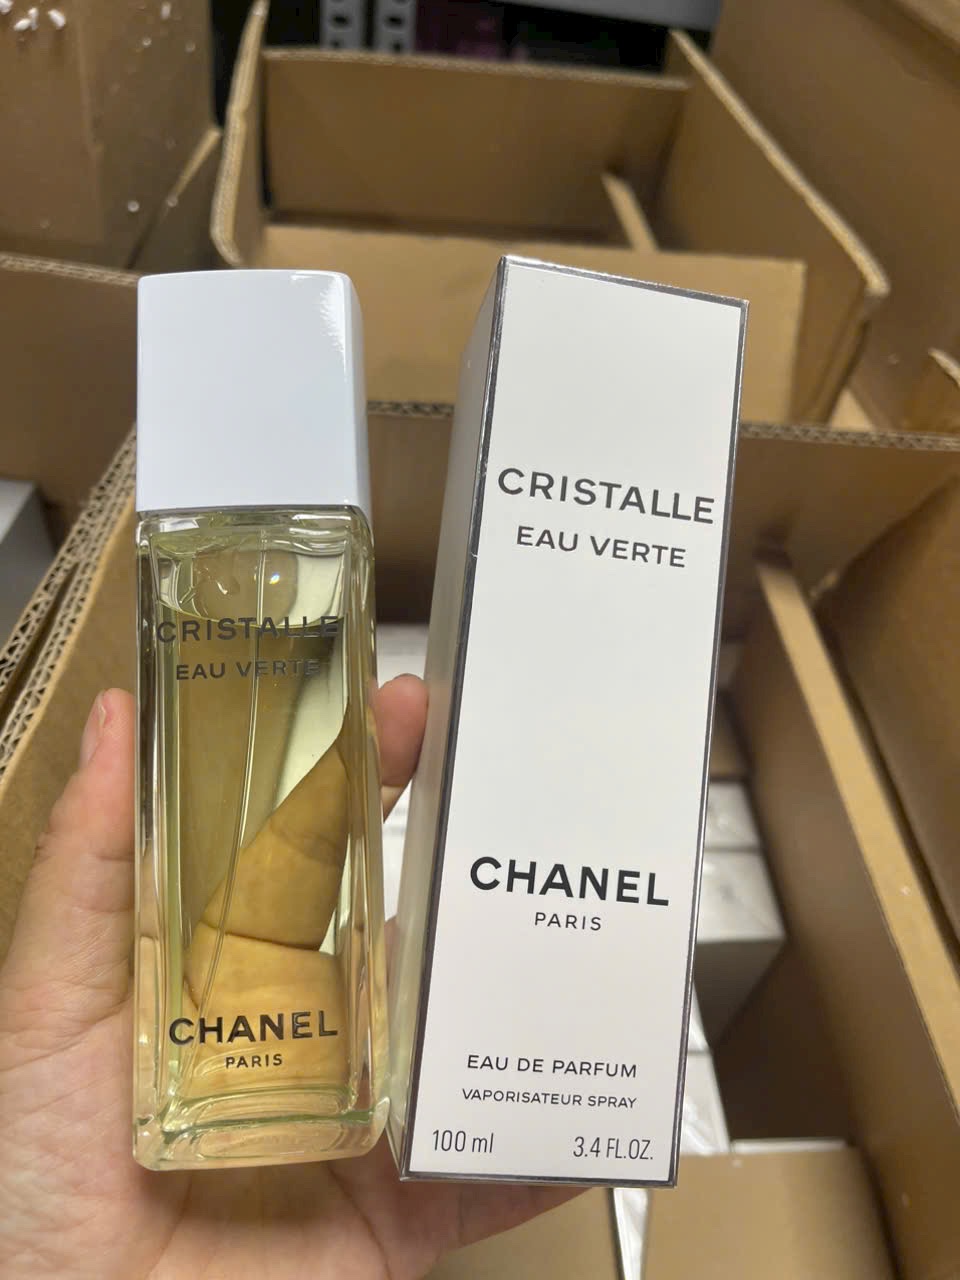 CRISTALLE
EAU VERTE
CHANEL
PARIS
CRISTALLE
EAU VERTE
CHANEL
PARIS
EAU DE PARFUM
VAPORISATEUR SPRAY
100 ml 3.4 FL.OZ.